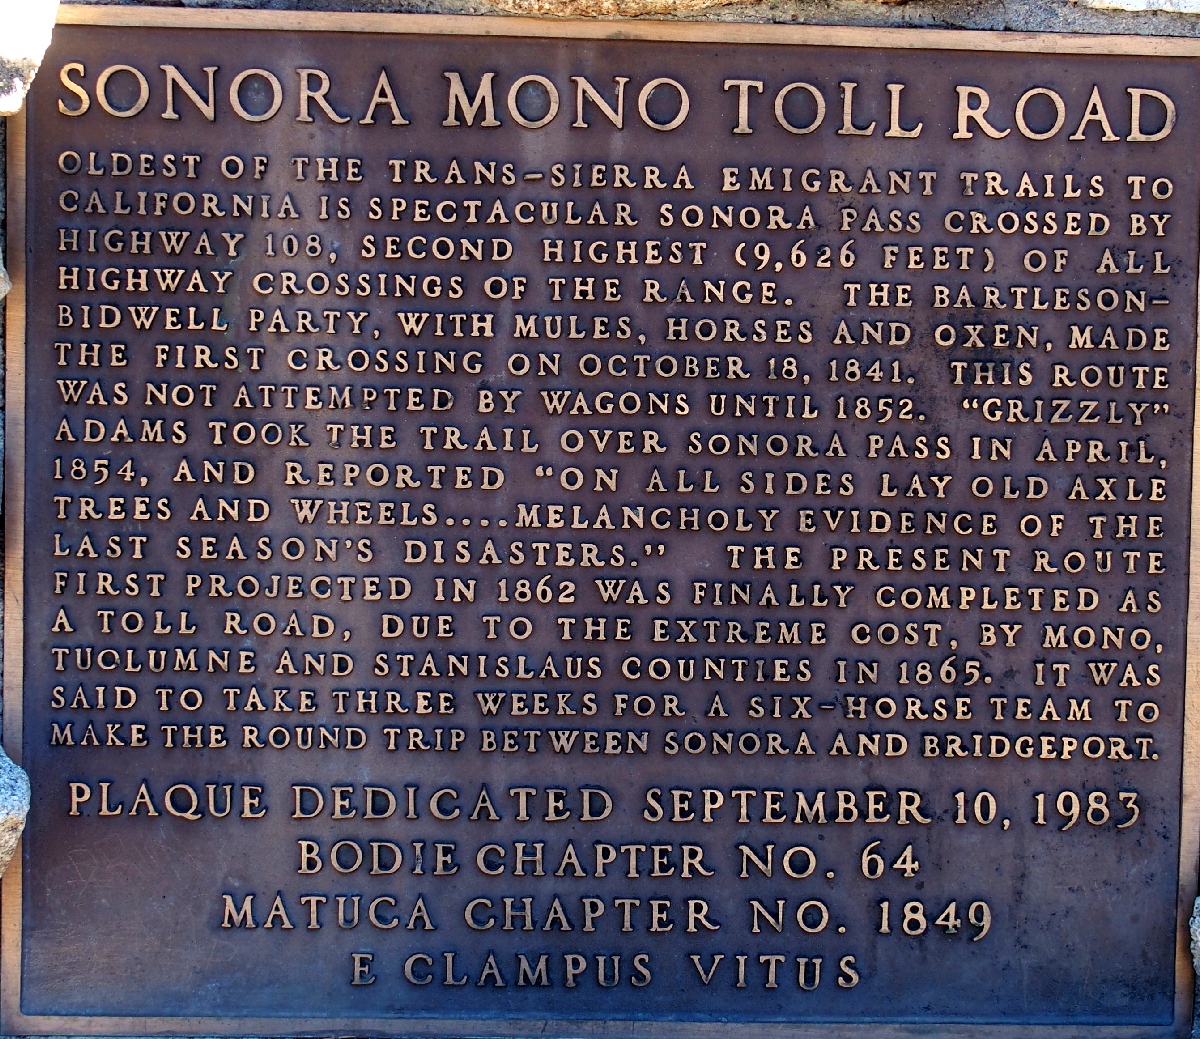 SONORA MONO TOLL ROAD
OLDEST OF THE TRANS-SIERRA EMIGRANT TRAILS TO
CALIFORNIA IS SPECTACULAR SONORA PASS CROSSED BY
HIGHWAY 108, SECOND HIGHEST (9,626 FEET) OF ALL
HIGHWAY CROSSINGS OF THE RANGE. THE BARTLESON-
BIDWELL PARTY, WITH MULES, HORSES AND OXEN, MADE
THE FIRST CROSSING ON OCTOBER 18, 1841. THIS ROUTE
WAS NOT ATTEMPTED BY WAGONS UNTIL 1852. "GRIZZLY"
ADAMS TOOK THE TRAIL OVER SONORA PASS IN APRIL,
1854, AND REPORTED "ON ALL SIDES LAY OLD AXLE
TREES AND WHEELS....MELANCHOLY EVIDENCE OF THE
LAST SEASON'S DISASTERS." THE PRESENT ROUTE
FIRST PROJECTED IN 1862 WAS FINALLY COMPLETED AS
A TOLL ROAD, DUE TO THE EXTREME COST, BY MONO,
TUOLUMNE AND STANISLAUS COUNTIES IN 1865. IT WAS
SAID TO TAKE THREE WEEKS FOR A SIX-HORSE TEAM TO
MAKE THE ROUND TRIP BETWEEN SONORA AND BRIDGEPORT.
PLAQUE DEDICATED SEPTEMBER 10, 1983
BODIE CHAPTER NO. 64
MATUCA CHAPTER NO. 1849
E CLAMPUS VITUS